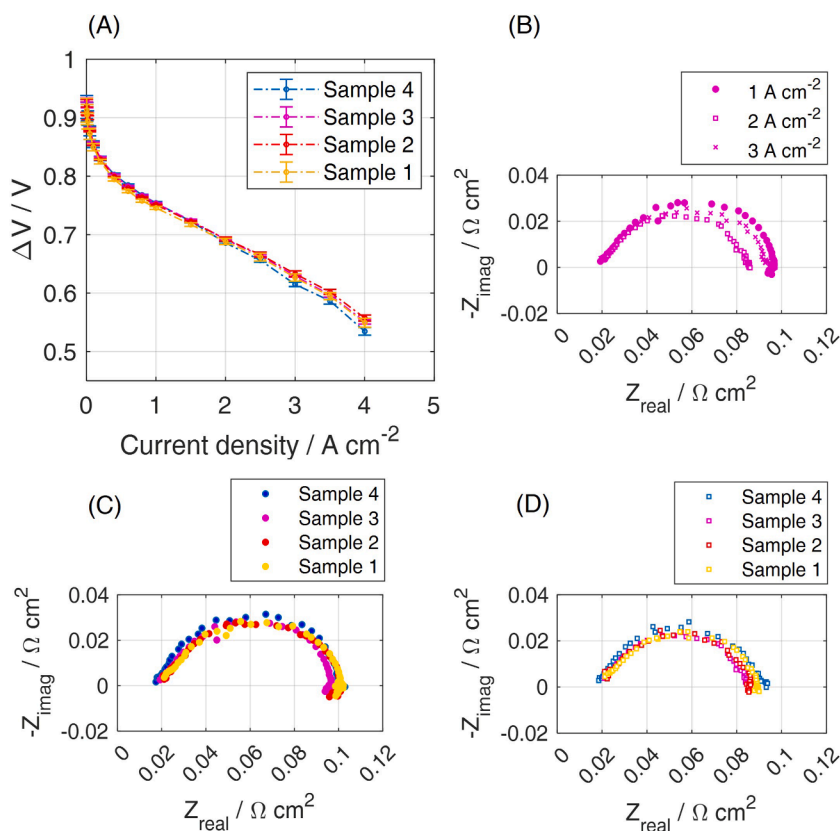 (A)
1
0.9
0.8
0.7
0.6
0.5
ΔV / V
0 1 2 3 4 5
Current density / A cm-2
Sample 4
Sample 3
Sample 2
Sample 1
(B)
1 A cm-2
2 A cm-2
3 A cm-2
0.04
0.02
0
-0.02
-Zimag / Ω cm2
0 0.02 0.04 0.06 0.08 0.1 0.12
Zreal / Ω cm2
(C)
Sample 4
Sample 3
Sample 2
Sample 1
0.04
0.02
0
-0.02
-Zimag / Ω cm2
0 0.02 0.04 0.06 0.08 0.1 0.12
Zreal / Ω cm2
(D)
Sample 4
Sample 3
Sample 2
Sample 1
0.04
0.02
0
-0.02
-Zimag / Ω cm2
0 0.02 0.04 0.06 0.08 0.1 0.12
Zreal / Ω cm2